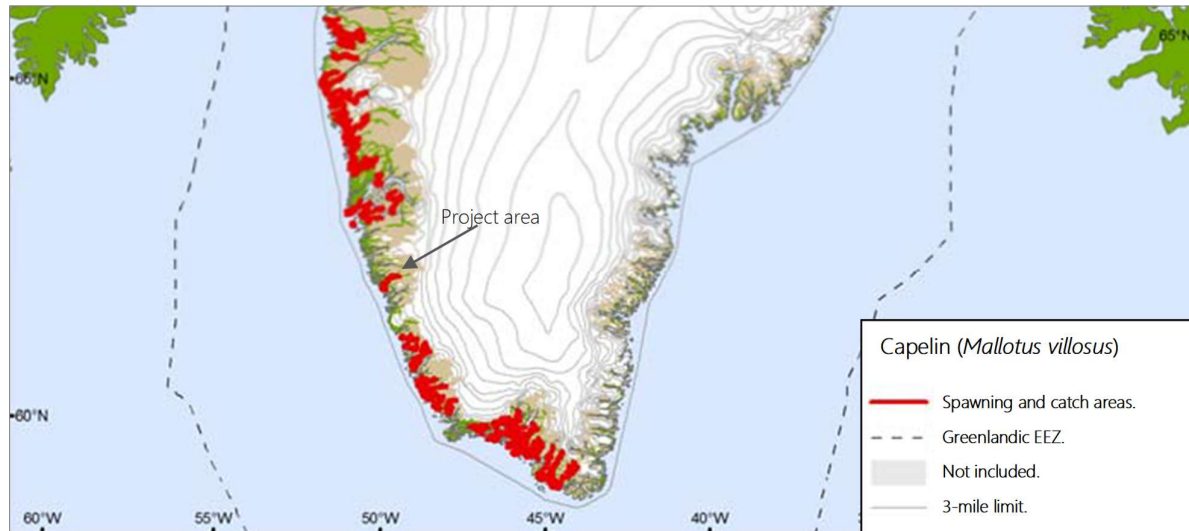 65°N
65°N
Project area
60°N
60°W
55°W
50°W
45°W
40°W
Capelin (Mallotus villosus)
Spawning and catch areas.
Greenlandic EEZ.
Not included.
3-mile limit.